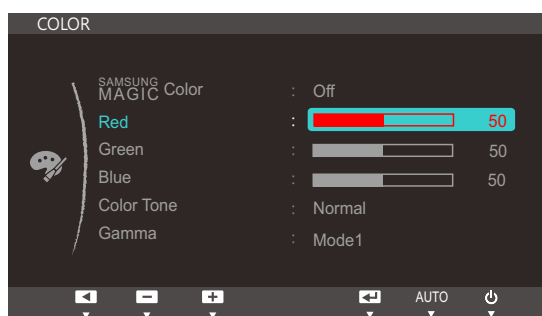 COLOR
SAMSUNG MAGIC Color : Off
Red : 50
Green : 50
Blue : 50
Color Tone : Normal
Gamma : Mode1
AUTO